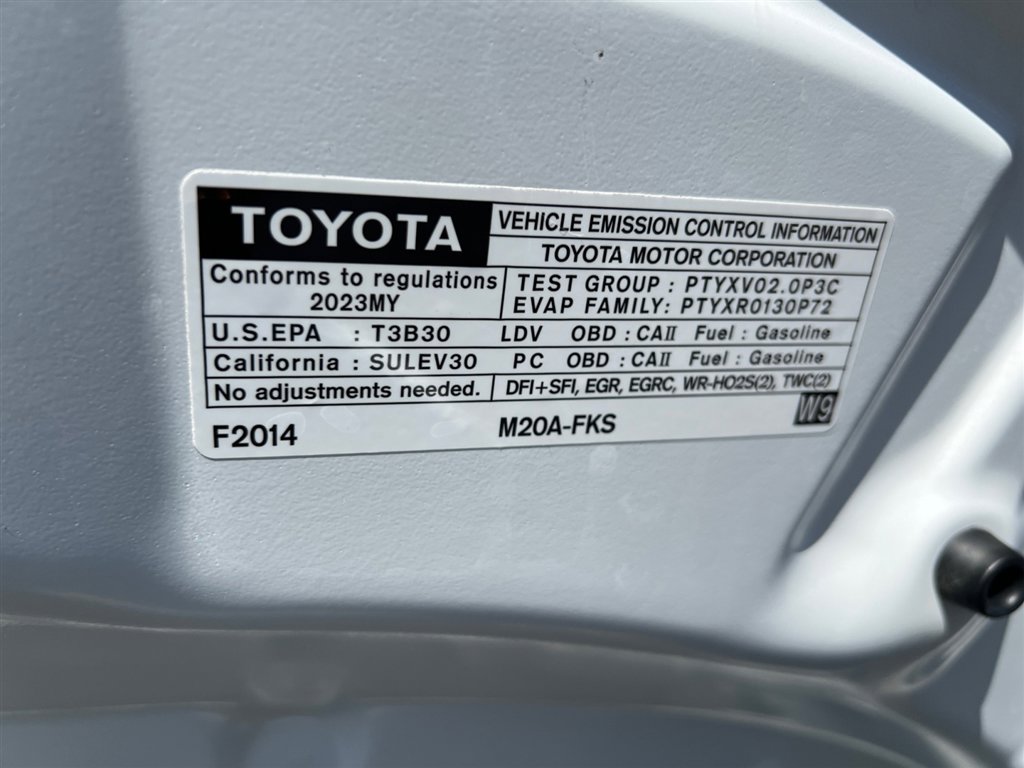 TOYOTA
VEHICLE EMISSION CONTROL INFORMATION
TOYOTA MOTOR CORPORATION
Conforms to regulations
2023MY
TEST GROUP : PTYXV02.0P3C
EVAP FAMILY: PTYXR0130P72
U.S.EPA : T3B30 LDV OBD : CAII Fuel : Gasoline
California : SULEV30 PC OBD : CAII Fuel : Gasoline
No adjustments needed. DFI+SFI, EGR, EGRC, WR-HO2S(2), TWC(2)
W9
F2014 M20A-FKS